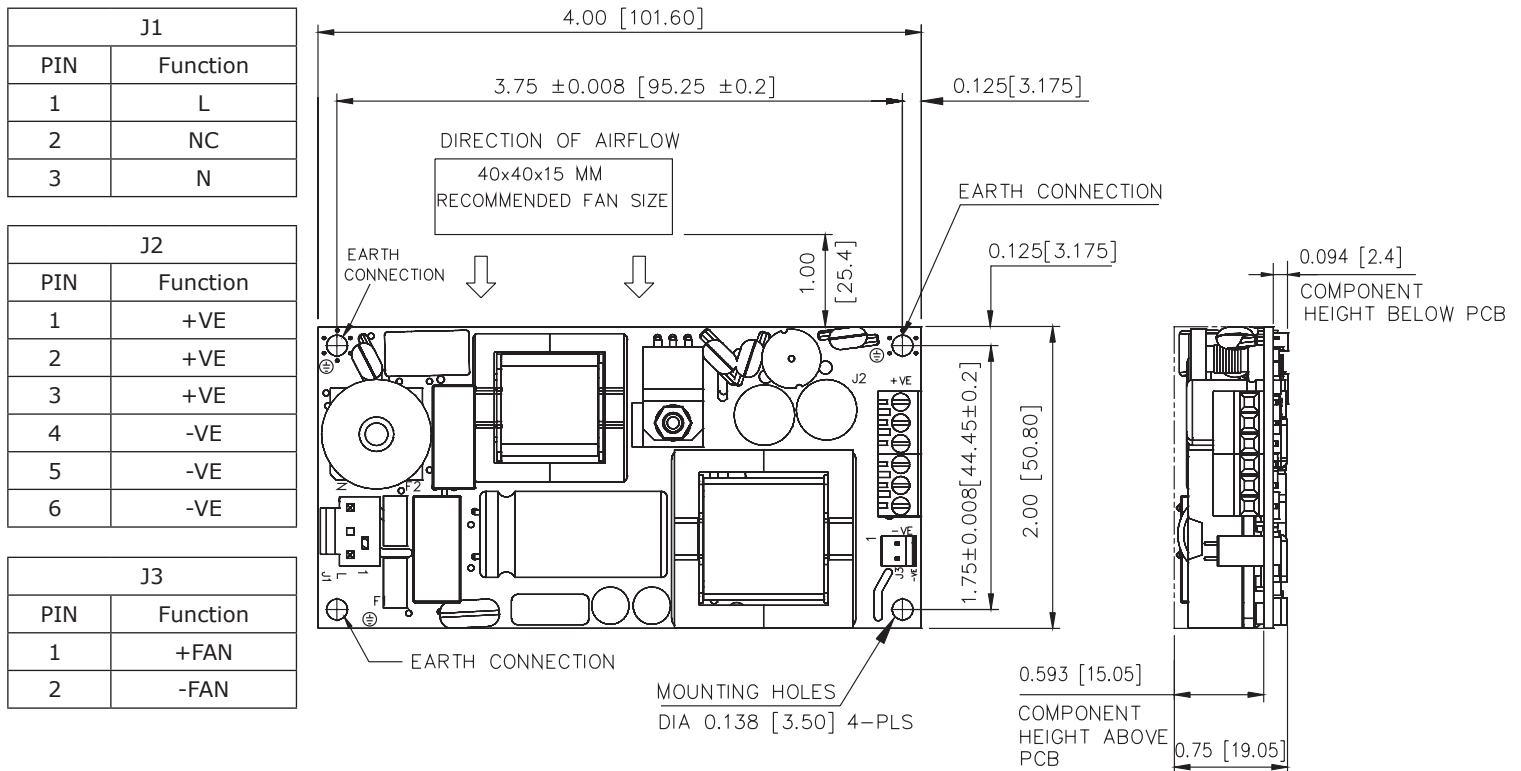 J1
PIN Function
1 L
2 NC
3 N
J2
PIN Function
1 +VE
2 +VE
3 +VE
4 -VE
5 -VE
6 -VE
J3
PIN Function
1 +FAN
2 -FAN
4.00 [101.60]
3.75 ±0.008 [95.25 ±0.2]
0.125[3.175]
DIRECTION OF AIRFLOW
40x40x15 MM
RECOMMENDED FAN SIZE
EARTH CONNECTION
EARTH
CONNECTION
1.00
[25.4]
0.125[3.175]
0.094 [2.4]
COMPONENT
HEIGHT BELOW PCB
J2
+VE
1.75±0.008[44.45±0.2]
2.00 [50.80]
N
F2
-VE
1
J3
-VE
J1
L
1
F
EARTH CONNECTION
MOUNTING HOLES
DIA 0.138 [3.50] 4-PLS
0.593 [15.05]
COMPONENT
HEIGHT ABOVE
PCB
0.75 [19.05]